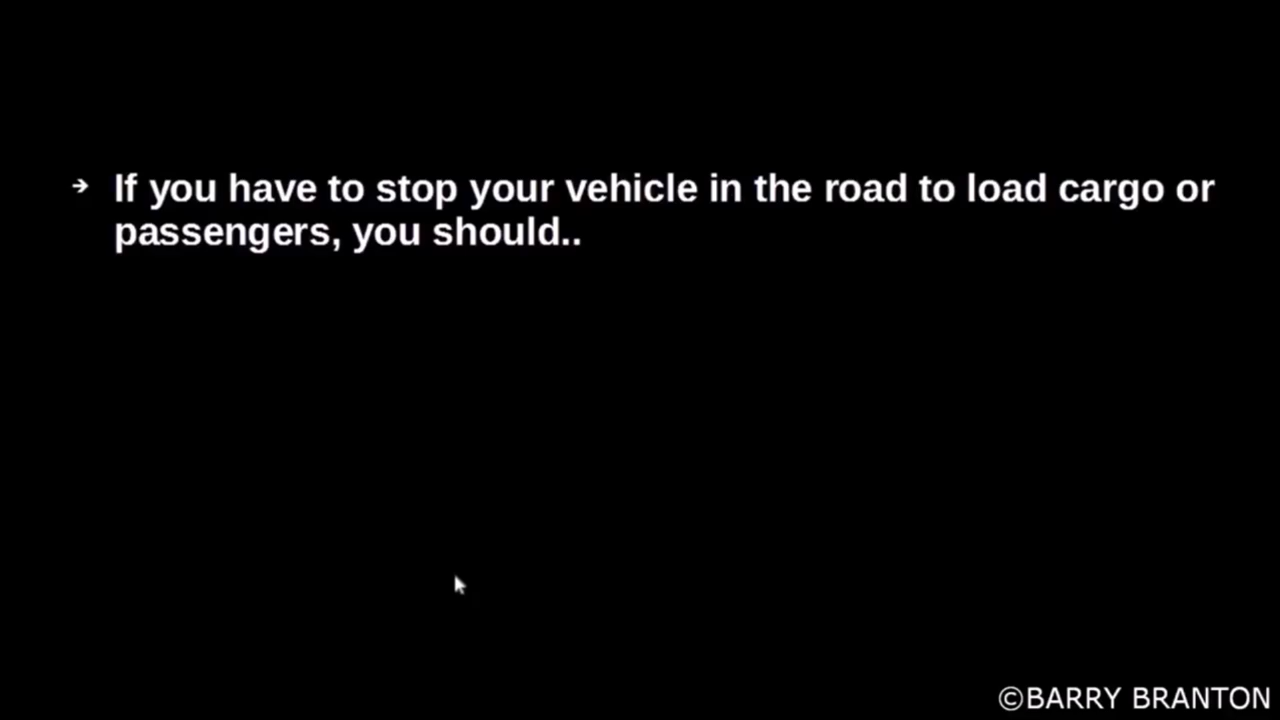 → If you have to stop your vehicle in the road to load cargo or
passengers, you should..
©BARRY BRANTON